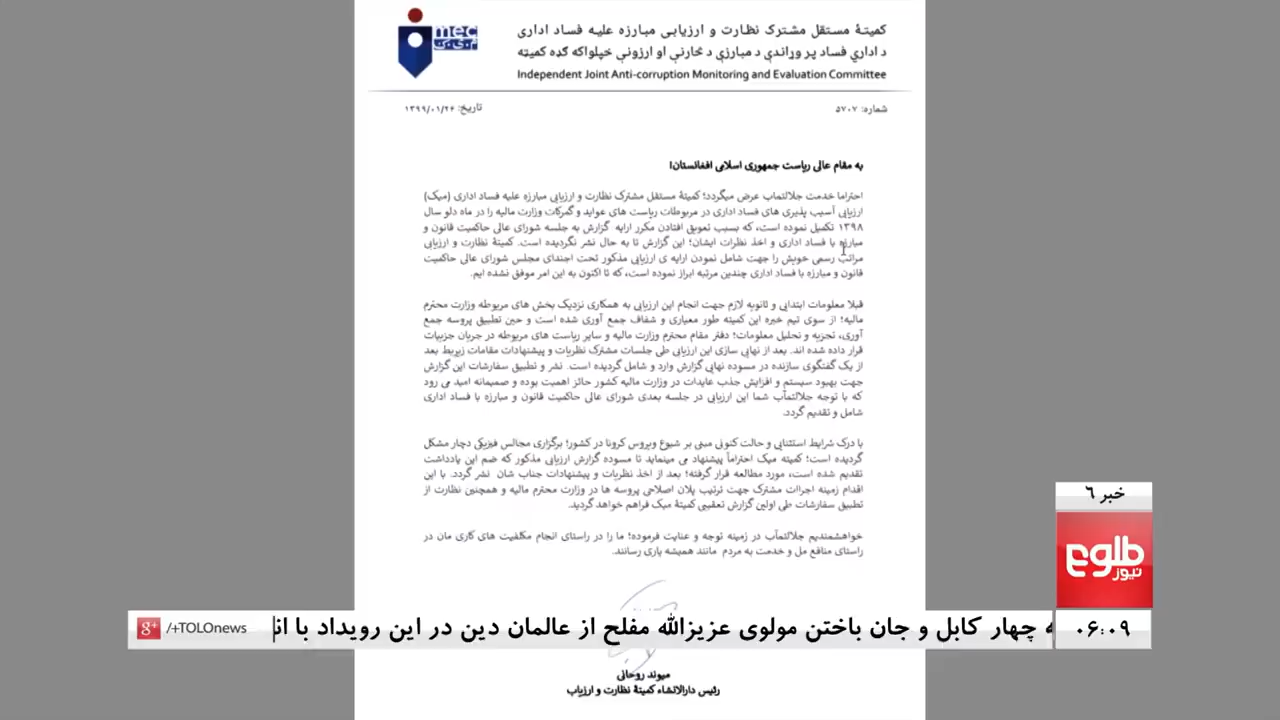 mec
م.ی.ک
کمیتهٔ مستقل مشترک نظارت و ارزیابی مبارزه علیه فساد اداری
د اداري فساد پر وړاندې د مبارزې د څارنې او ارزونې خپلواکه ګډه کمیټه
Independent Joint Anti-corruption Monitoring and Evaluation Committee
شماره: ۵۷۰۷
تاریخ: ۱۳۹۹/۰۱/۲۶
به مقام عالی ریاست جمهوری اسلامی افغانستان!
احتراما خدمت جلالتماب عرض میگردد؛ کمیتهٔ مستقل مشترک نظارت و ارزیابی مبارزه علیه فساد اداری (میک)
ارزیابی آسیب پذیری های فساد اداری در مربوطات ریاست های عواید و گمرکات وزارت مالیه را در ماه دلو سال
۱۳۹۸ تکمیل نموده است، که بسبب تعویق افتادن مکرر ارایه گزارش به جلسه شورای عالی حاکمیت قانون و
مبارزه با فساد اداری و اخذ نظرات ایشان؛ این گزارش تا به حال نشر نگردیده است. کمیتهٔ نظارت و ارزیابی
مراتب رسمی خویش را جهت شامل نمودن ارایه ی ارزیابی مذکور تحت اجندای مجلس شورای عالی حاکمیت
قانون و مبارزه با فساد اداری چندین مرتبه ابراز نموده است، که تا اکنون به این امر موفق نشده ایم.
قبلا معلومات ابتدایی و ثانویه لازم جهت انجام این ارزیابی به همکاری نزدیک بخش های مربوطه وزارت محترم
مالیه؛ از سوی تیم خبره این کمیته طور معیاری و شفاف جمع آوری شده است و حین تطبیق پروسه جمع
آوری، تجزیه و تحلیل معلومات؛ دفتر مقام محترم وزارت مالیه و سایر ریاست های مربوطه در جریان جزییات
قرار داده شده اند. بعد از نهایی سازی این ارزیابی طی جلسات مشترک نظریات و پیشنهادات مقامات زیربط بعد
از یک گفتگوی سازنده در مسوده نهایی گزارش وارد و شامل گردیده است. نشر و تطبیق سفارشات این گزارش
جهت بهبود سیستم و افزایش جذب عایدات در وزارت مالیه کشور حائز اهمیت بوده و صمیمانه امید می رود
که با توجه جلالتمآب شما این ارزیابی در جلسه بعدی شورای عالی حاکمیت قانون و مبارزه با فساد اداری
شامل و تقدیم گردد.
با درک شرایط استثنایی و حالت کنونی مبنی بر شیوع ویروس کرونا در کشور؛ برگزاری مجالس فزیکی دچار مشکل
گردیده است؛ کمیته میک احتراماً پیشنهاد می مینماید تا مسوده گزارش ارزیابی مذکور که ضم این یادداشت
تقدیم شده است، مورد مطالعه قرار گرفته؛ بعد از اخذ نظریات و پیشنهادات جناب شان نشر گردد. با این
اقدام زمینه اجراات مشترک جهت ترتیب پلان اصلاحی پروسه ها در وزارت محترم مالیه و همچنین نظارت از
تطبیق سفارشات طی اولین گزارش تعقیبی کمیتهٔ میک فراهم خواهد گردید.
خواهشمندیم جلالتمآب در زمینه توجه و عنایت فرموده؛ ما را در راستای انجام مکلفیت های کاری مان در
راستای منافع مل و خدمت به مردم مانند همیشه یاری رسانند.
میوند روحانی
رئیس دارالانشاء کمیتهٔ نظارت و ارزیاب
خبر ۶
طلوع
نیوز
۰۶:۰۹
ه چهار کابل و جان باختن مولوی عزیزالله مفلح از عالمان دین در این رویداد با ان
g+ /+TOLOnews